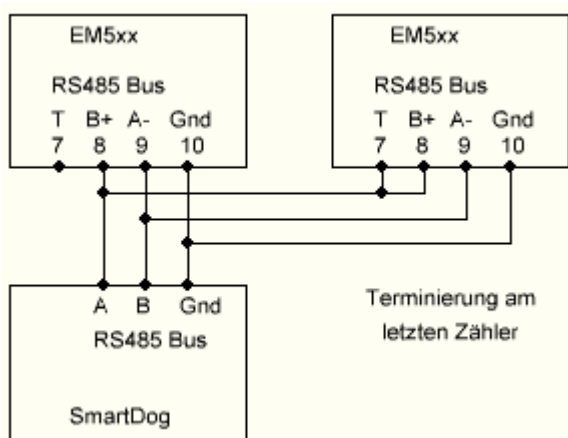 EM5xx
RS485 Bus
T B+ A- Gnd
7 8 9 10
EM5xx
RS485 Bus
T B+ A- Gnd
7 8 9 10
A B Gnd
RS485 Bus
SmartDog
Terminierung am
letzten Zähler